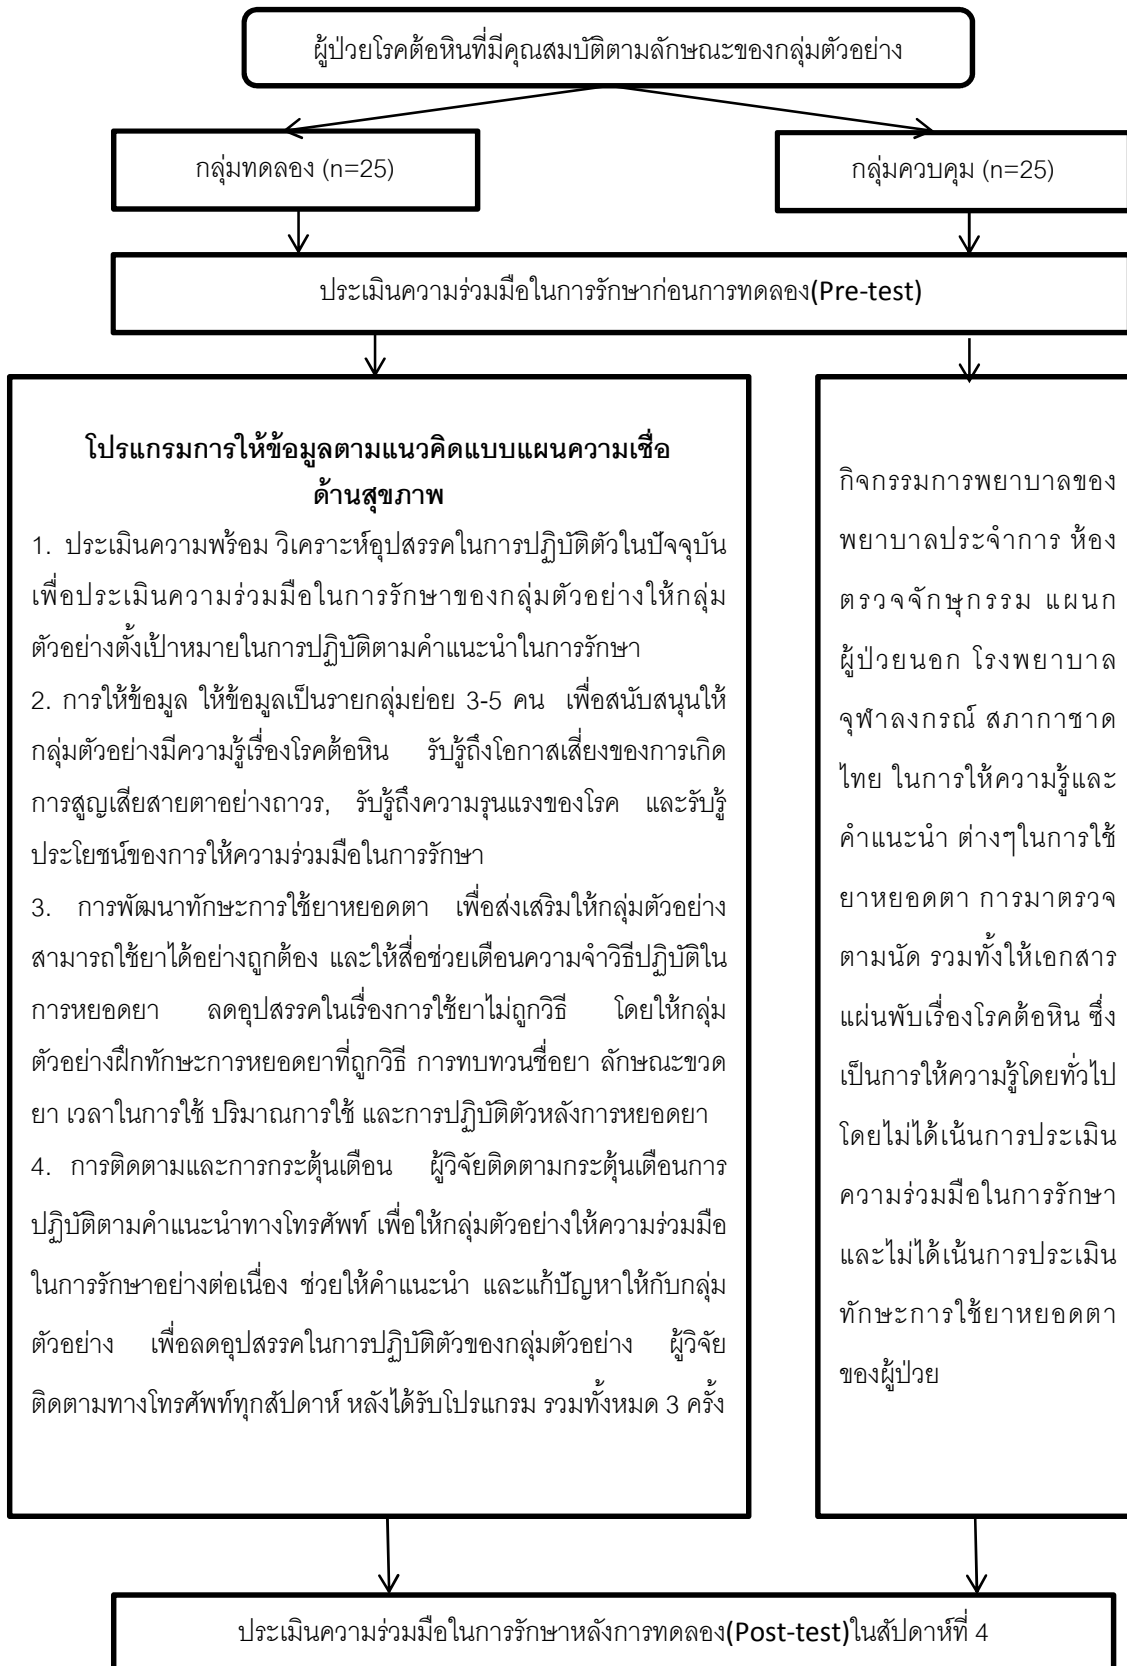 ผู้ป่วยโรคต้อหินที่มีคุณสมบัติตามลักษณะของกลุ่มตัวอย่าง
กลุ่มทดลอง (n=25)
กลุ่มควบคุม (n=25)
ประเมินความร่วมมือในการรักษาก่อนการทดลอง(Pre-test)
โปรแกรมการให้ข้อมูลตามแนวคิดแบบแผนความเชื่อ
ด้านสุขภาพ
1. ประเมินความพร้อม วิเคราะห์อุปสรรคในการปฏิบัติตัวในปัจจุบัน
เพื่อประเมินความร่วมมือในการรักษาของกลุ่มตัวอย่างให้กลุ่ม
ตัวอย่างตั้งเป้าหมายในการปฏิบัติตามคำแนะนำในการรักษา
2. การให้ข้อมูล ให้ข้อมูลเป็นรายกลุ่มย่อย 3-5 คน เพื่อสนับสนุนให้
กลุ่มตัวอย่างมีความรู้เรื่องโรคต้อหิน รับรู้ถึงโอกาสเสี่ยงของการเกิด
การสูญเสียสายตาอย่างถาวร, รับรู้ถึงความรุนแรงของโรค และรับรู้
ประโยชน์ของการให้ความร่วมมือในการรักษา
3. การพัฒนาทักษะการใช้ยาหยอดตา เพื่อส่งเสริมให้กลุ่มตัวอย่าง
สามารถใช้ยาได้อย่างถูกต้อง และให้สื่อช่วยเตือนความจำวิธีปฏิบัติใน
การหยอดยา ลดอุปสรรคในเรื่องการใช้ยาไม่ถูกวิธี โดยให้กลุ่ม
ตัวอย่างฝึกทักษะการหยอดยาที่ถูกวิธี การทบทวนชื่อยา ลักษณะขวด
ยา เวลาในการใช้ ปริมาณการใช้ และการปฏิบัติตัวหลังการหยอดยา
4. การติดตามและการกระตุ้นเตือน ผู้วิจัยติดตามกระตุ้นเตือนการ
ปฏิบัติตามคำแนะนำทางโทรศัพท์ เพื่อให้กลุ่มตัวอย่างให้ความร่วมมือ
ในการรักษาอย่างต่อเนื่อง ช่วยให้คำแนะนำ และแก้ปัญหาให้กับกลุ่ม
ตัวอย่าง เพื่อลดอุปสรรคในการปฏิบัติตัวของกลุ่มตัวอย่าง ผู้วิจัย
ติดตามทางโทรศัพท์ทุกสัปดาห์ หลังได้รับโปรแกรม รวมทั้งหมด 3 ครั้ง
กิจกรรมการพยาบาลของ
พยาบาลประจำการ ห้อง
ตรวจจักษุกรรม แผนก
ผู้ป่วยนอก โรงพยาบาล
จุฬาลงกรณ์ สภากาชาด
ไทย ในการให้ความรู้และ
คำแนะนำ ต่างๆในการใช้
ยาหยอดตา การมาตรวจ
ตามนัด รวมทั้งให้เอกสาร
แผ่นพับเรื่องโรคต้อหิน ซึ่ง
เป็นการให้ความรู้โดยทั่วไป
โดยไม่ได้เน้นการประเมิน
ความร่วมมือในการรักษา
และไม่ได้เน้นการประเมิน
ทักษะการใช้ยาหยอดตา
ของผู้ป่วย
ประเมินความร่วมมือในการรักษาหลังการทดลอง(Post-test)ในสัปดาห์ที่ 4